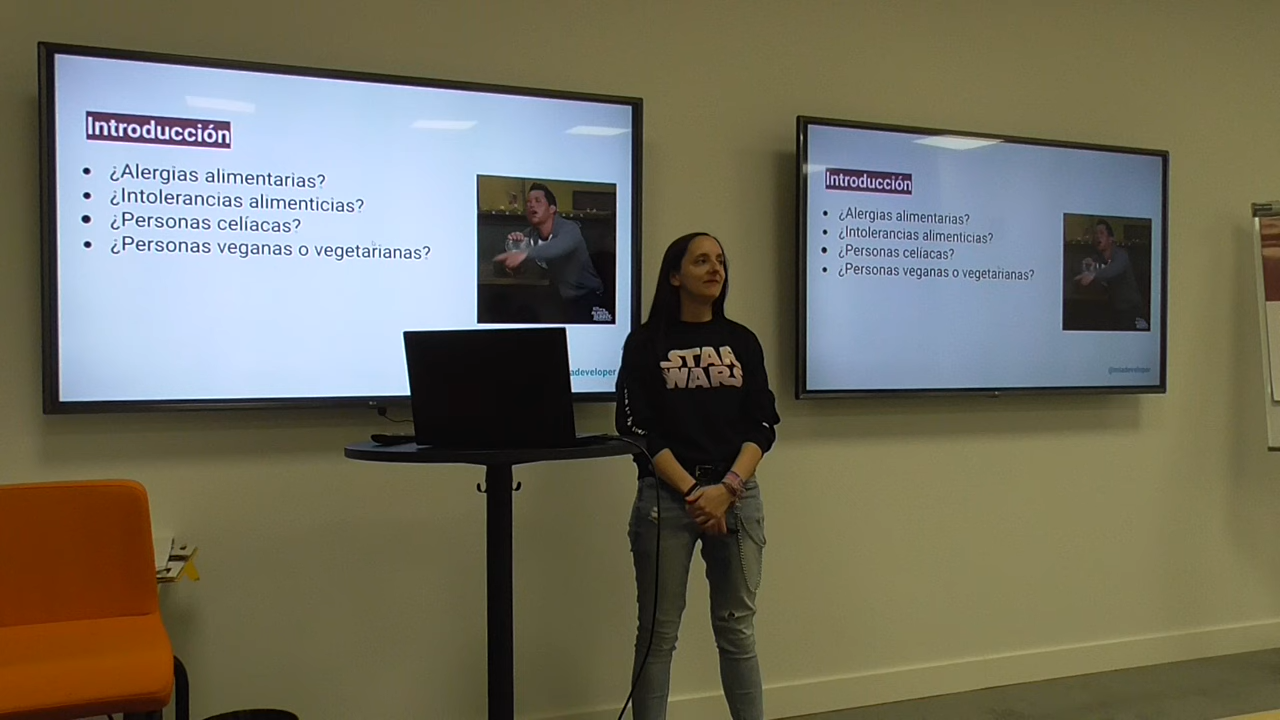 Introducción
¿Alergias alimentarias?
¿Intolerancias alimenticias?
¿Personas celíacas?
¿Personas veganas o vegetarianas?
adeveloper
STAR
WARS
Introducción
¿Alergias alimentarias?
¿Intolerancias alimenticias?
¿Personas celíacas?
¿Personas veganas o vegetarianas?